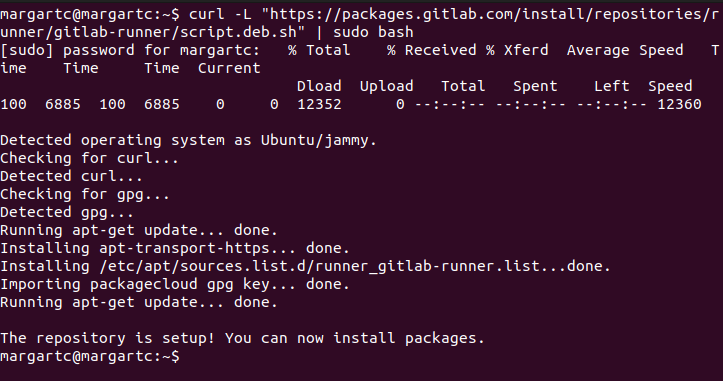 margartc@margartc:~$ curl -L "https://packages.gitlab.com/install/repositories/r
unner/gitlab-runner/script.deb.sh" | sudo bash
[sudo] password for margartc:   % Total    % Received % Xferd  Average Speed   T
ime    Time     Time  Current
                                 Dload  Upload   Total   Spent    Left  Speed
100  6885  100  6885    0     0  12352      0 --:--:-- --:--:-- --:--:-- 12360

Detected operating system as Ubuntu/jammy.
Checking for curl...
Detected curl...
Checking for gpg...
Detected gpg...
Running apt-get update... done.
Installing apt-transport-https... done.
Installing /etc/apt/sources.list.d/runner_gitlab-runner.list...done.
Importing packagecloud gpg key... done.
Running apt-get update... done.

The repository is setup! You can now install packages.
margartc@margartc:~$